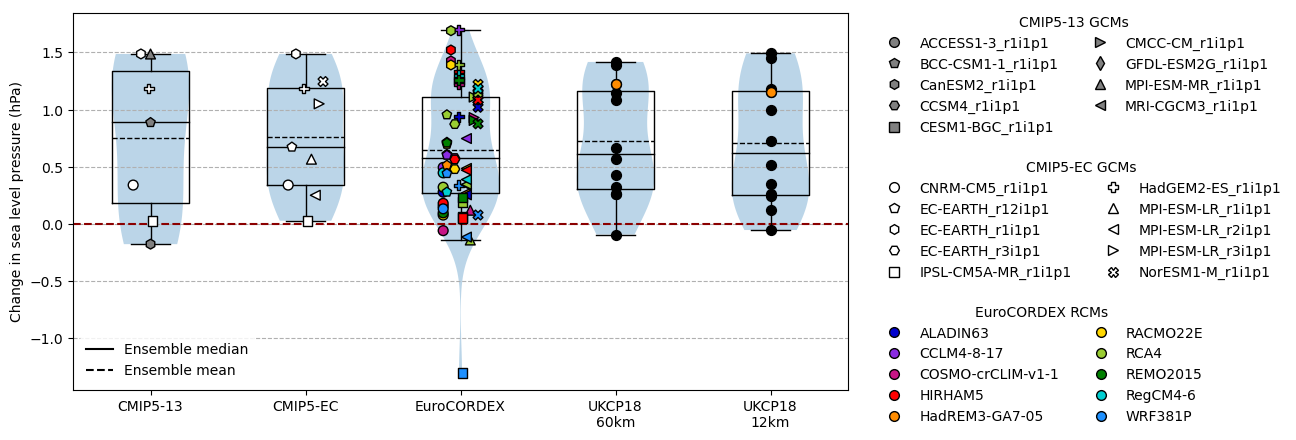 Change in sea level pressure (hPa)
1.5
1.0
0.5
0.0
−0.5
−1.0
Ensemble median
Ensemble mean
CMIP5-13
CMIP5-EC
EuroCORDEX
UKCP18
60km
UKCP18
12km
CMIP5-13 GCMs
ACCESS1-3_r1i1p1
BCC-CSM1-1_r1i1p1
CanESM2_r1i1p1
CCSM4_r1i1p1
CESM1-BGC_r1i1p1
CMCC-CM_r1i1p1
GFDL-ESM2G_r1i1p1
MPI-ESM-MR_r1i1p1
MRI-CGCM3_r1i1p1
CMIP5-EC GCMs
CNRM-CM5_r1i1p1
EC-EARTH_r12i1p1
EC-EARTH_r1i1p1
EC-EARTH_r3i1p1
IPSL-CM5A-MR_r1i1p1
HadGEM2-ES_r1i1p1
MPI-ESM-LR_r1i1p1
MPI-ESM-LR_r2i1p1
MPI-ESM-LR_r3i1p1
NorESM1-M_r1i1p1
EuroCORDEX RCMs
ALADIN63
CCLM4-8-17
COSMO-crCLIM-v1-1
HIRHAM5
HadREM3-GA7-05
RACMO22E
RCA4
REMO2015
RegCM4-6
WRF381P